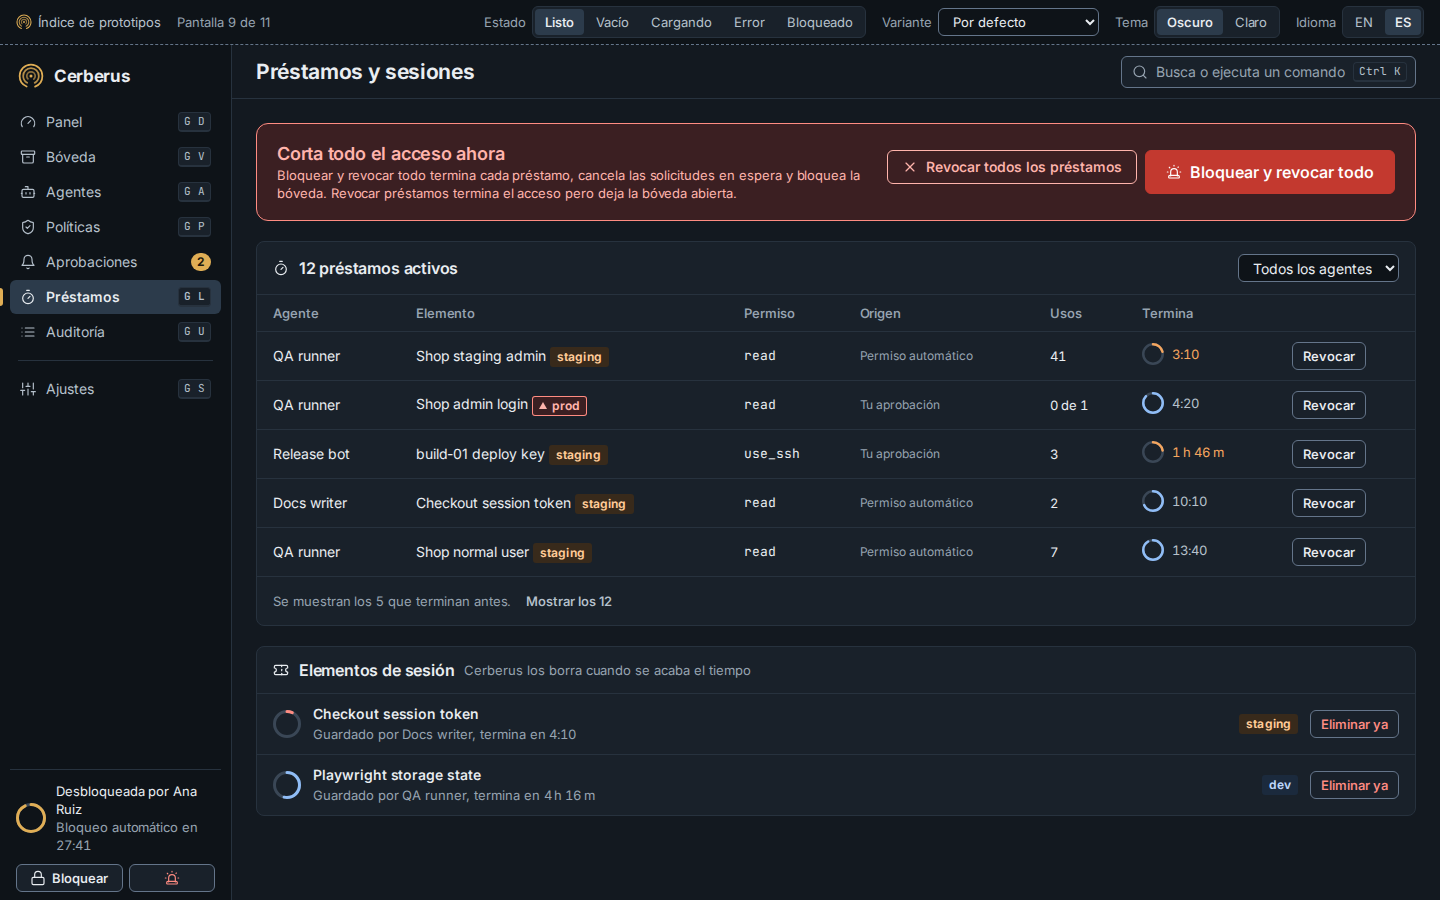 Índice de prototipos Pantalla 9 de 11 Estado Listo Vacío Cargando Error Bloqueado Variante Por defecto Tema Oscuro Claro Idioma EN ES
Cerberus
Panel G D
Bóveda G V
Agentes G A
Políticas G P
Aprobaciones 2
Préstamos G L
Auditoría G U
Ajustes G S
Desbloqueada por Ana
Ruiz
Bloqueo automático en
27:41
Bloquear
Préstamos y sesiones
Busca o ejecuta un comando Ctrl K
Corta todo el acceso ahora
Bloquear y revocar todo termina cada préstamo, cancela las solicitudes en espera y bloquea la
bóveda. Revocar préstamos termina el acceso pero deja la bóveda abierta.
Revocar todos los préstamos
Bloquear y revocar todo
12 préstamos activos
Todos los agentes
Agente Elemento Permiso Origen Usos Termina
QA runner Shop staging admin staging read Permiso automático 41 3:10 Revocar
QA runner Shop admin login prod read Tu aprobación 0 de 1 4:20 Revocar
Release bot build-01 deploy key staging use_ssh Tu aprobación 3 1 h 46 m Revocar
Docs writer Checkout session token staging read Permiso automático 2 10:10 Revocar
QA runner Shop normal user staging read Permiso automático 7 13:40 Revocar
Se muestran los 5 que terminan antes. Mostrar los 12
Elementos de sesión Cerberus los borra cuando se acaba el tiempo
Checkout session token
Guardado por Docs writer, termina en 4:10
staging Eliminar ya
Playwright storage state
Guardado por QA runner, termina en 4 h 16 m
dev Eliminar ya